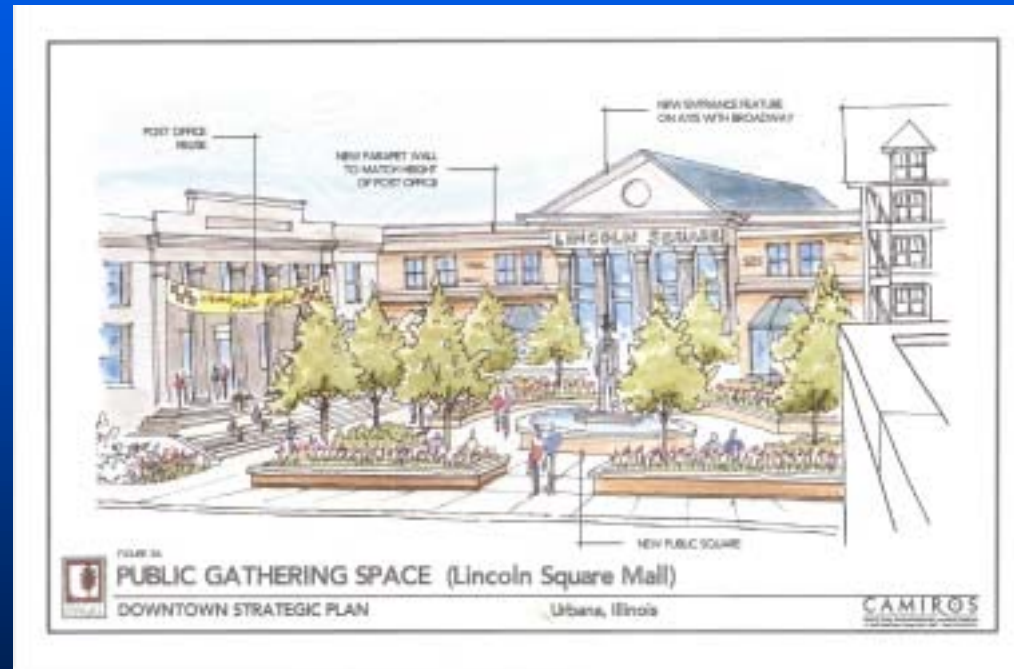 POST OFFICE
REUSE
NEW PARAPET WALL
TO MATCH HEIGHT
OF POST OFFICE
NEW ENTRANCE FEATURE
ON AXIS WITH BROADWAY
LINCOLN SQUARE
NEW PUBLIC SQUARE
PUBLIC GATHERING SPACE (Lincoln Square Mall)
DOWNTOWN STRATEGIC PLAN Urbana, Illinois
CAMIROS